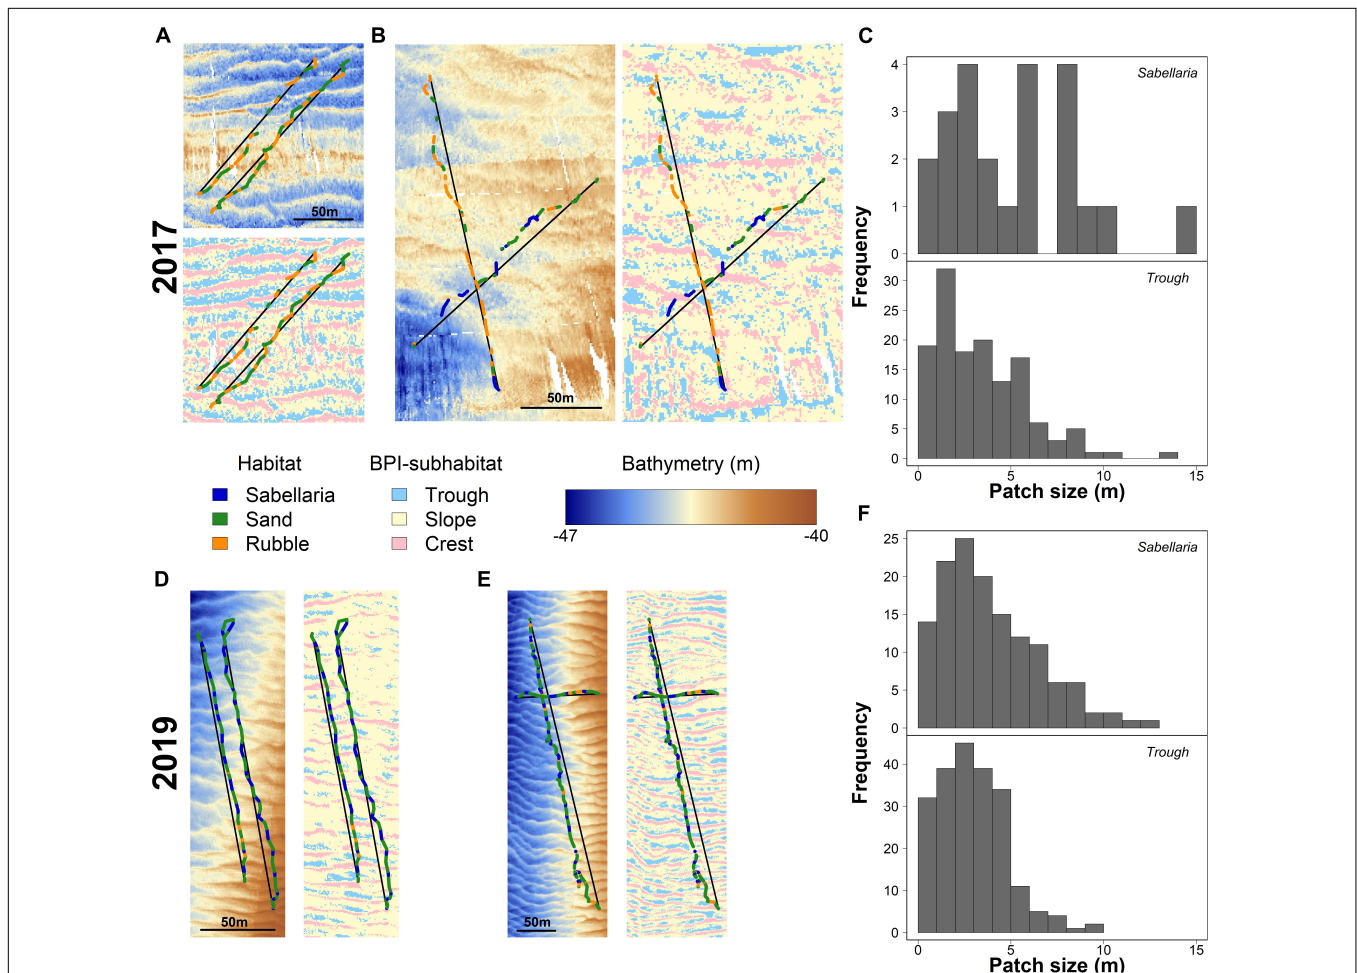 A
B
C
2017
50m
50m
Frequency
4
3
2
1
0
Sabellaria
30
25
20
15
10
5
0
Trough
0
5
10
15
Patch size (m)
Habitat
Sabellaria
Sand
Rubble
BPI-subhabitat
Trough
Slope
Crest
Bathymetry (m)
-47
-40
D
E
F
2019
50m
50m
Frequency
25
20
15
10
5
0
Sabellaria
40
30
20
10
0
Trough
0
5
10
15
Patch size (m)